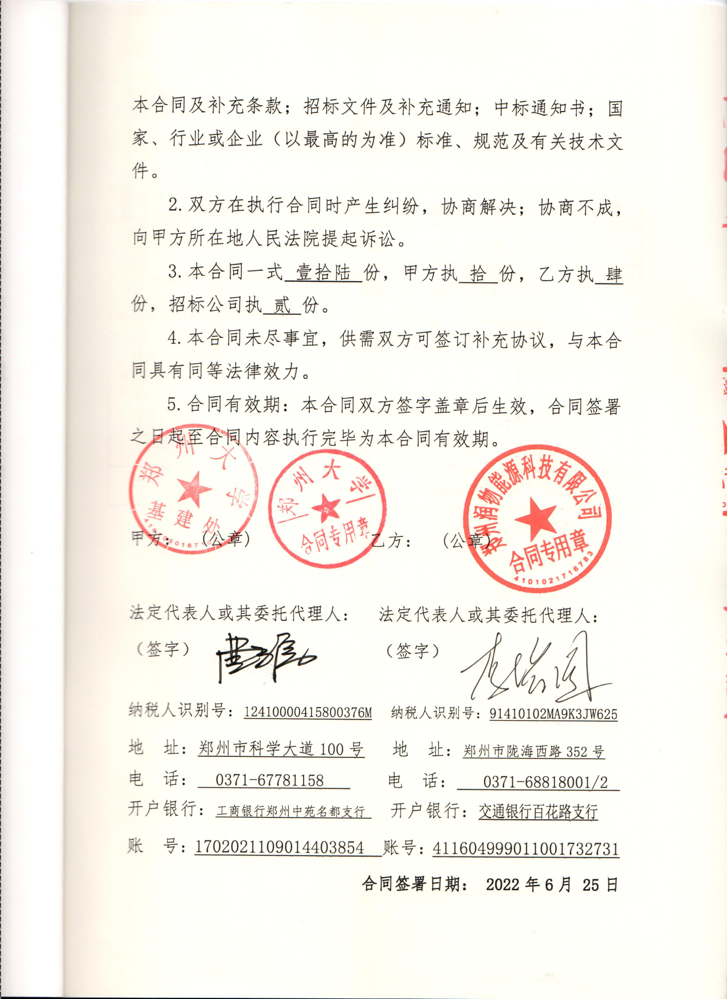 本合同及补充条款；招标文件及补充通知；中标通知书；国
家、行业或企业（以最高的为准）标准、规范及有关技术文
件。
2.双方在执行合同时产生纠纷，协商解决；协商不成，
向甲方所在地人民法院提起诉讼。
3.本合同一式 壹拾陆 份，甲方执 拾 份，乙方执 肆
份，招标公司执 贰 份。
4.本合同未尽事宜，供需双方可签订补充协议，与本合
同具有同等法律效力。
5.合同有效期：本合同双方签字盖章后生效，合同签署
之日起至合同内容执行完毕为本合同有效期。
郑州大学
基建处
郑州大学
合同专用章
郑州润物能源科技有限公司
合同专用章
4101021716783
甲方：（公章） 乙方：（公章）
法定代表人或其委托代理人： 法定代表人或其委托代理人：
（签字） （签字）
纳税人识别号：12410000415800376M 纳税人识别号：91410102MA9K3JW625
地 址：郑州市科学大道100号 地 址：郑州市陇海西路352号
电 话：0371-67781158 电 话：0371-68818001/2
开户银行：工商银行郑州中苑名都支行 开户银行：交通银行百花路支行
账 号：1702021109014403854 账号：411604999011001732731
合同签署日期： 2022年6月 25日